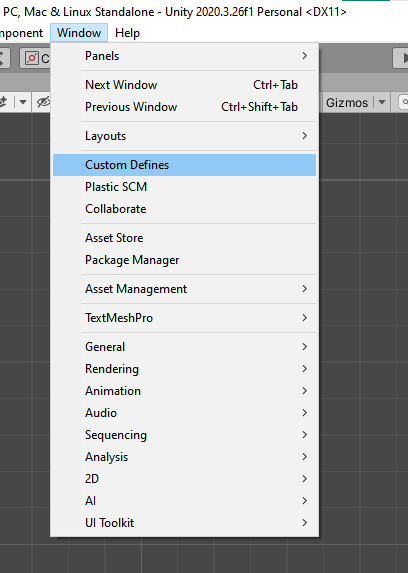 PC, Mac & Linux Standalone - Unity 2020.3.26f1 Personal <DX11>
mponent Window Help
C
Gizmos
Panels
Next Window Ctrl+Tab
Previous Window Ctrl+Shift+Tab
Layouts
Custom Defines
Plastic SCM
Collaborate
Asset Store
Package Manager
Asset Management
TextMeshPro
General
Rendering
Animation
Audio
Sequencing
Analysis
2D
AI
UI Toolkit